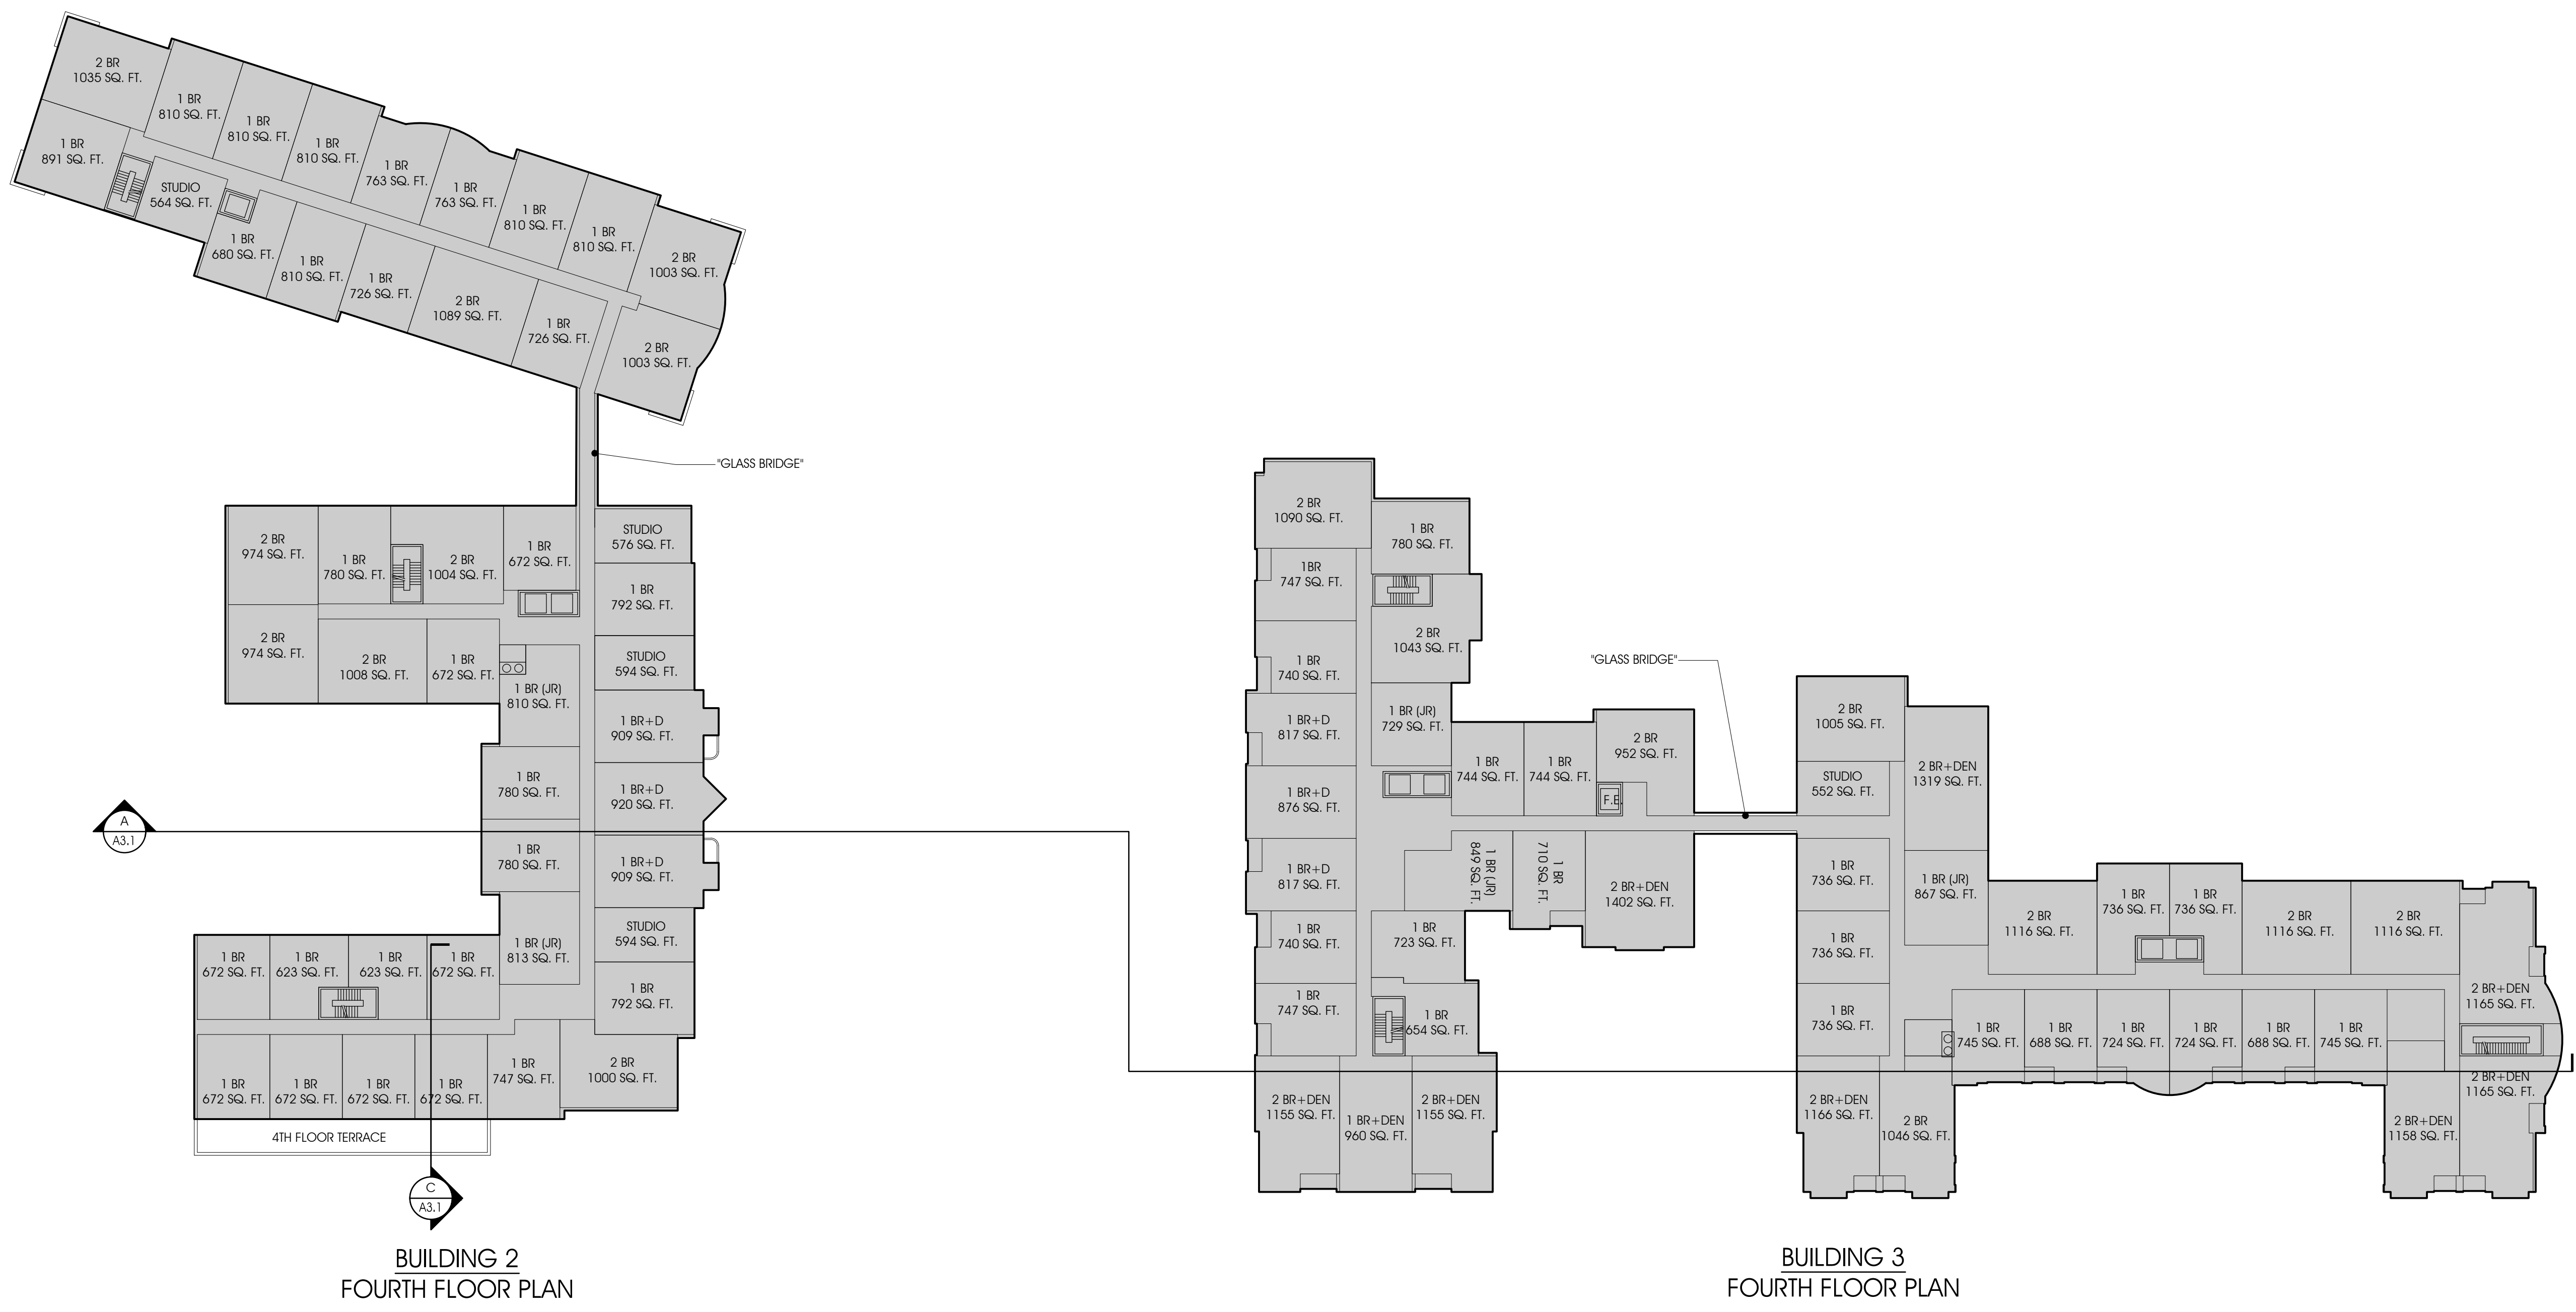 2 BR
1035 SQ. FT.
1 BR
891 SQ. FT.
1 BR
810 SQ. FT.
1 BR
810 SQ. FT.
1 BR
810 SQ. FT.
1 BR
763 SQ. FT.
1 BR
763 SQ. FT.
1 BR
810 SQ. FT.
1 BR
810 SQ. FT.
2 BR
1003 SQ. FT.
STUDIO
564 SQ. FT.
1 BR
680 SQ. FT.
1 BR
810 SQ. FT.
1 BR
726 SQ. FT.
2 BR
1089 SQ. FT.
1 BR
726 SQ. FT.
2 BR
1003 SQ. FT.
"GLASS BRIDGE"
2 BR
974 SQ. FT.
1 BR
780 SQ. FT.
2 BR
1004 SQ. FT.
1 BR
672 SQ. FT.
STUDIO
576 SQ. FT.
1 BR
792 SQ. FT.
2 BR
974 SQ. FT.
2 BR
1008 SQ. FT.
1 BR
672 SQ. FT.
1 BR (JR)
810 SQ. FT.
STUDIO
594 SQ. FT.
1 BR+D
909 SQ. FT.
1 BR
780 SQ. FT.
1 BR+D
920 SQ. FT.
1 BR
780 SQ. FT.
1 BR+D
909 SQ. FT.
1 BR (JR)
813 SQ. FT.
STUDIO
594 SQ. FT.
1 BR
792 SQ. FT.
1 BR
672 SQ. FT.
1 BR
623 SQ. FT.
1 BR
623 SQ. FT.
1 BR
672 SQ. FT.
1 BR
672 SQ. FT.
1 BR
672 SQ. FT.
1 BR
672 SQ. FT.
1 BR
672 SQ. FT.
1 BR
747 SQ. FT.
2 BR
1000 SQ. FT.
4TH FLOOR TERRACE
A
A3.1
C
A3.1
BUILDING 2
FOURTH FLOOR PLAN
2 BR
1090 SQ. FT.
1 BR
780 SQ. FT.
1BR
747 SQ. FT.
2 BR
1043 SQ. FT.
1 BR
740 SQ. FT.
1 BR (JR)
729 SQ. FT.
1 BR+D
817 SQ. FT.
1 BR
744 SQ. FT.
1 BR
744 SQ. FT.
2 BR
952 SQ. FT.
F.E.
1 BR+D
876 SQ. FT.
1 BR+D
817 SQ. FT.
1 BR (JR)
849 SQ. FT.
1 BR
710 SQ. FT.
2 BR+DEN
1402 SQ. FT.
1 BR
740 SQ. FT.
1 BR
723 SQ. FT.
1 BR
747 SQ. FT.
1 BR
654 SQ. FT.
2 BR+DEN
1155 SQ. FT.
1 BR+DEN
960 SQ. FT.
2 BR+DEN
1155 SQ. FT.
"GLASS BRIDGE"
2 BR
1005 SQ. FT.
STUDIO
552 SQ. FT.
2 BR+DEN
1319 SQ. FT.
1 BR
736 SQ. FT.
1 BR (JR)
867 SQ. FT.
1 BR
736 SQ. FT.
1 BR
736 SQ. FT.
2 BR
1116 SQ. FT.
1 BR
736 SQ. FT.
1 BR
736 SQ. FT.
2 BR
1116 SQ. FT.
2 BR
1116 SQ. FT.
2 BR+DEN
1165 SQ. FT.
1 BR
745 SQ. FT.
1 BR
688 SQ. FT.
1 BR
724 SQ. FT.
1 BR
724 SQ. FT.
1 BR
688 SQ. FT.
1 BR
745 SQ. FT.
2 BR+DEN
1165 SQ. FT.
2 BR+DEN
1166 SQ. FT.
2 BR
1046 SQ. FT.
2 BR+DEN
1158 SQ. FT.
BUILDING 3
FOURTH FLOOR PLAN